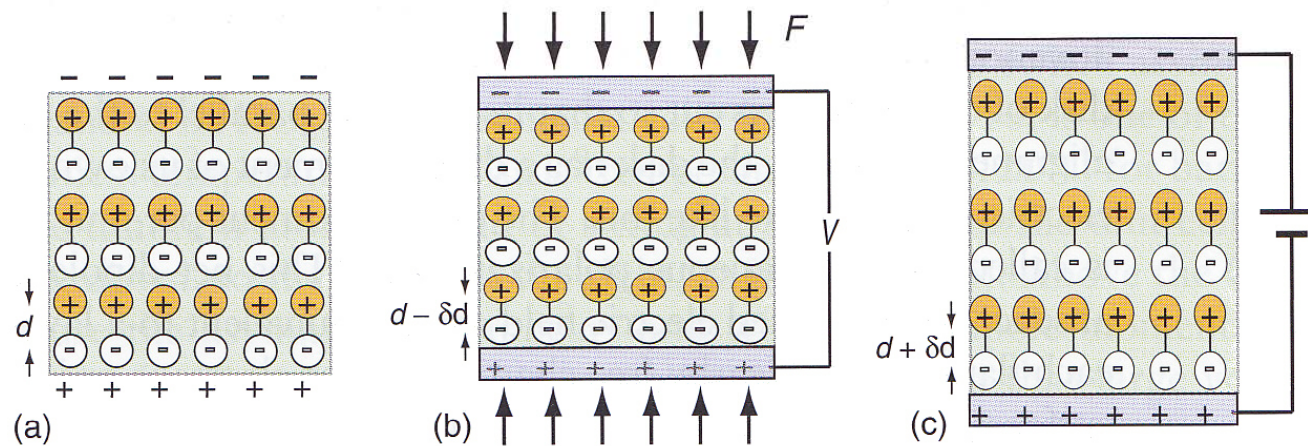 − − − − − −
+ + + + + +
- - - - - -
+ + + + + +
- - - - - -
+ + + + + +
- - - - - -
d
+ + + + + +
(a)
F
− − − − − −
+ + + + + +
- - - - - -
+ + + + + +
- - - - - -
+ + + + + +
- - - - - -
d − δd
V
+ + + + + +
(b)
− − − − − −
+ + + + + +
- - - - - -
+ + + + + +
- - - - - -
+ + + + + +
- - - - - -
d + δd
+ + + + + +
(c)